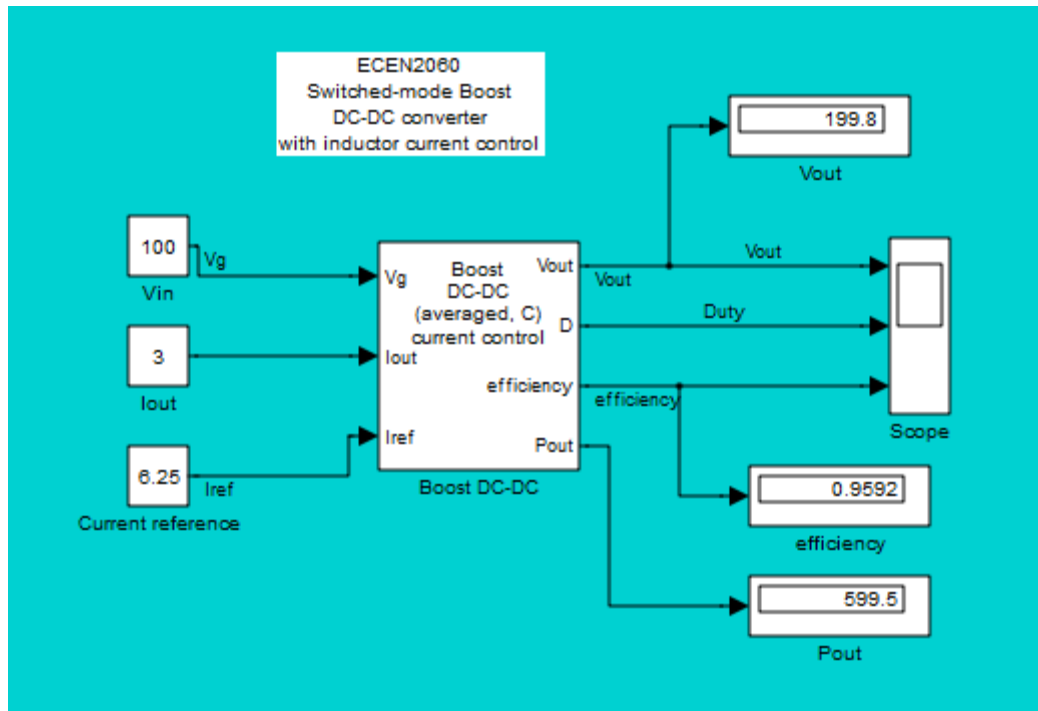 ECEN2060
Switched-mode Boost
DC-DC converter
with inductor current control
199.8
Vout
100
Vg
Vin
3
Iout
6.25
Iref
Current reference
Boost
DC-DC
(averaged, C)
current control
Vg
Iout
Iref
Vout
D
efficiency
Pout
Boost DC-DC
Vout
Vout
Duty
efficiency
Scope
0.9592
efficiency
599.5
Pout